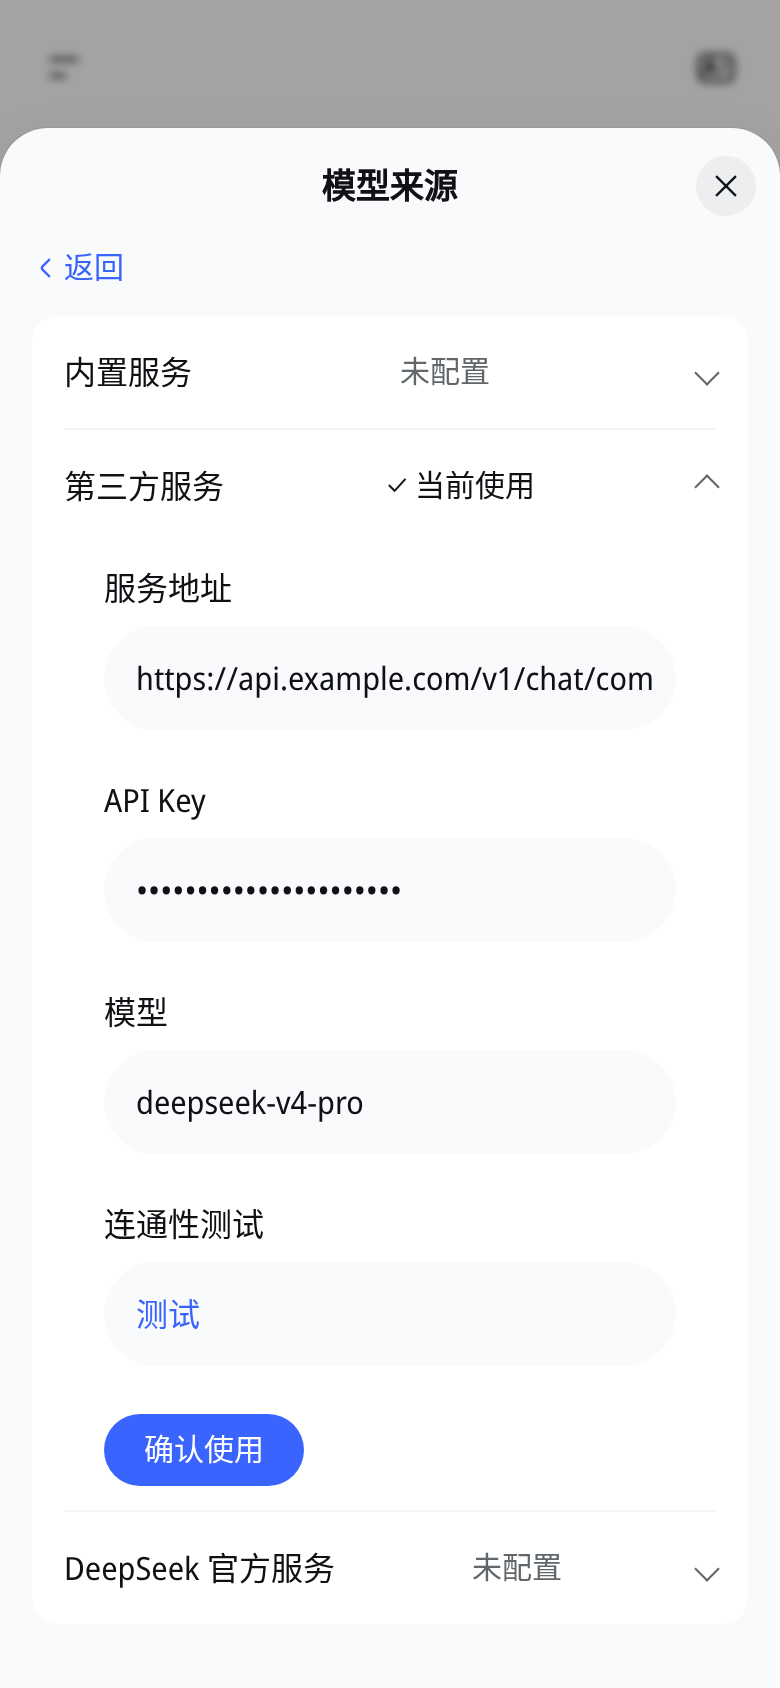 模型来源
返回
内置服务 未配置
第三方服务 当前使用
服务地址
https://api.example.com/v1/chat/com
API Key
••••••••••••••••••••••
模型
deepseek-v4-pro
连通性测试
测试
确认使用
DeepSeek 官方服务 未配置